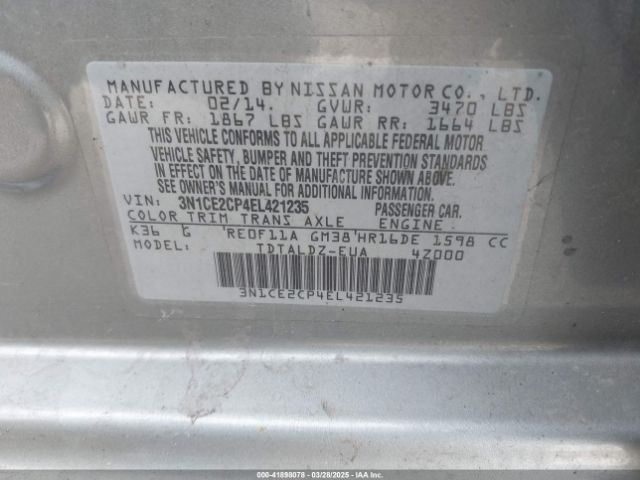 MANUFACTURED BY NISSAN MOTOR CO., LTD.
DATE: 02/14. GVWR: 3470 LBS
GAWR FR: 1867 LBS GAWR RR: 1664 LBS
THIS VEHICLE CONFORMS TO ALL APPLICABLE FEDERAL MOTOR
VEHICLE SAFETY, BUMPER AND THEFT PREVENTION STANDARDS
IN EFFECT ON THE DATE OF MANUFACTURE SHOWN ABOVE.
SEE OWNER'S MANUAL FOR ADDITIONAL INFORMATION.
VIN: 3N1CE2CP4EL421235 PASSENGER CAR.
COLOR TRIM TRANS AXLE ENGINE
K36 G 'RE0F11A GM38'HR16DE 1598 CC
MODEL: TDTALDZ-EUA 4Z000
3N1CE2CP4EL421235
000-41898078 | 03/28/2025 | IAAI.COM